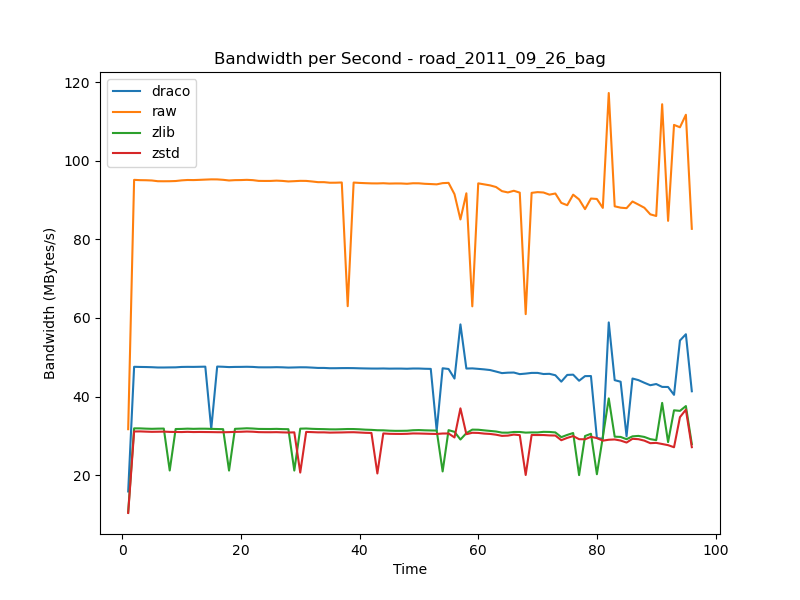 Bandwidth per Second - road_2011_09_26_bag
draco
raw
zlib
zstd
120
100
80
60
40
20
Bandwidth (MBytes/s)
0
20
40
60
80
100
Time